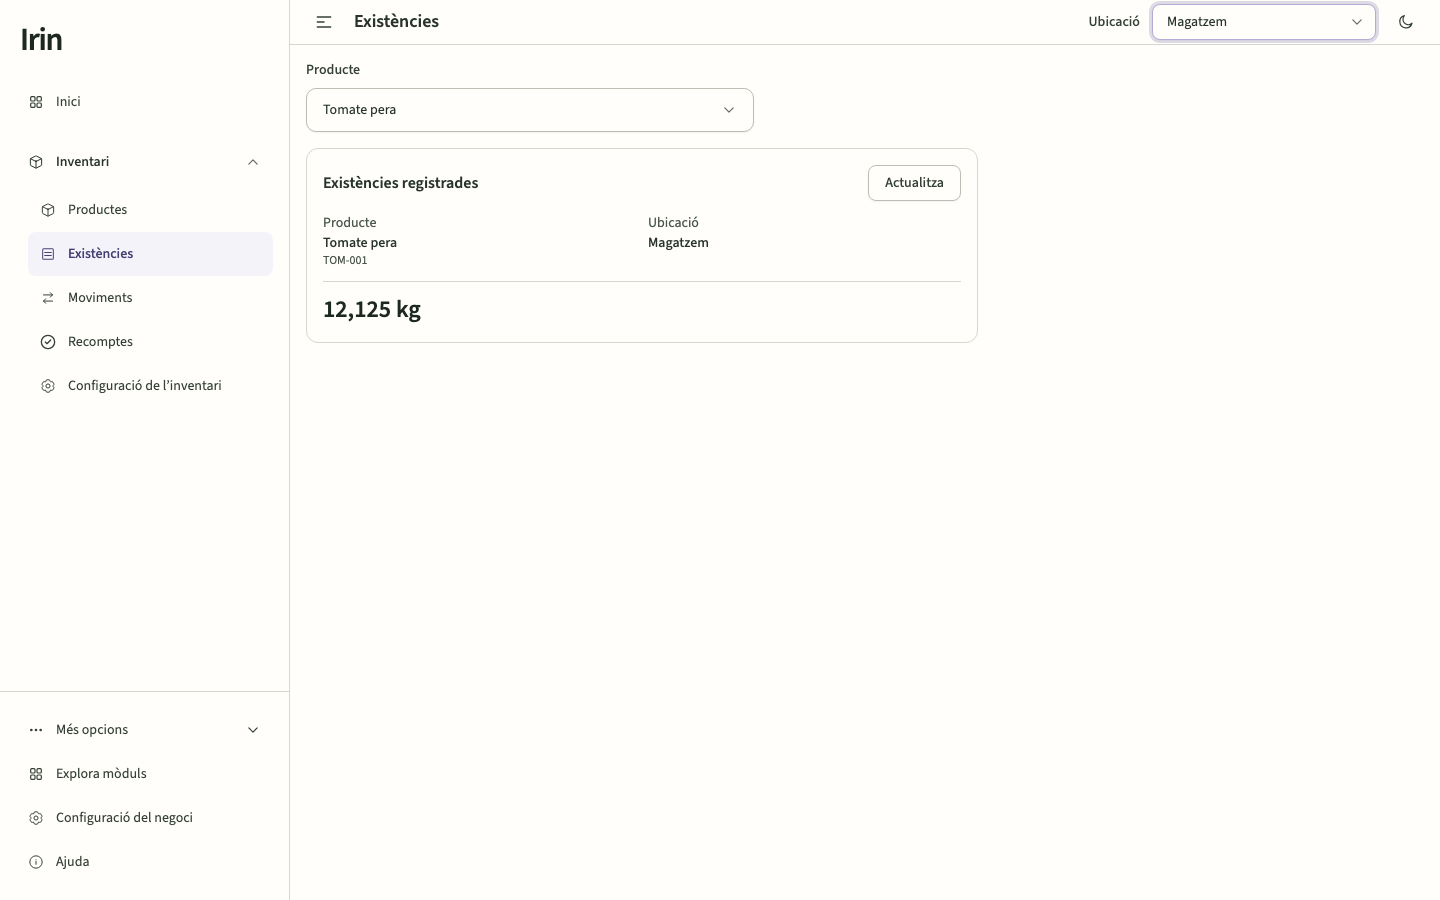 Irin
Inici
Inventari
Productes
Existències
Moviments
Recomptes
Configuració de l’inventari
Més opcions
Explora mòduls
Configuració del negoci
Ajuda
Existències
Ubicació
Magatzem
Producte
Tomate pera
Existències registrades
Actualitza
Producte
Tomate pera
TOM-001
Ubicació
Magatzem
12,125 kg